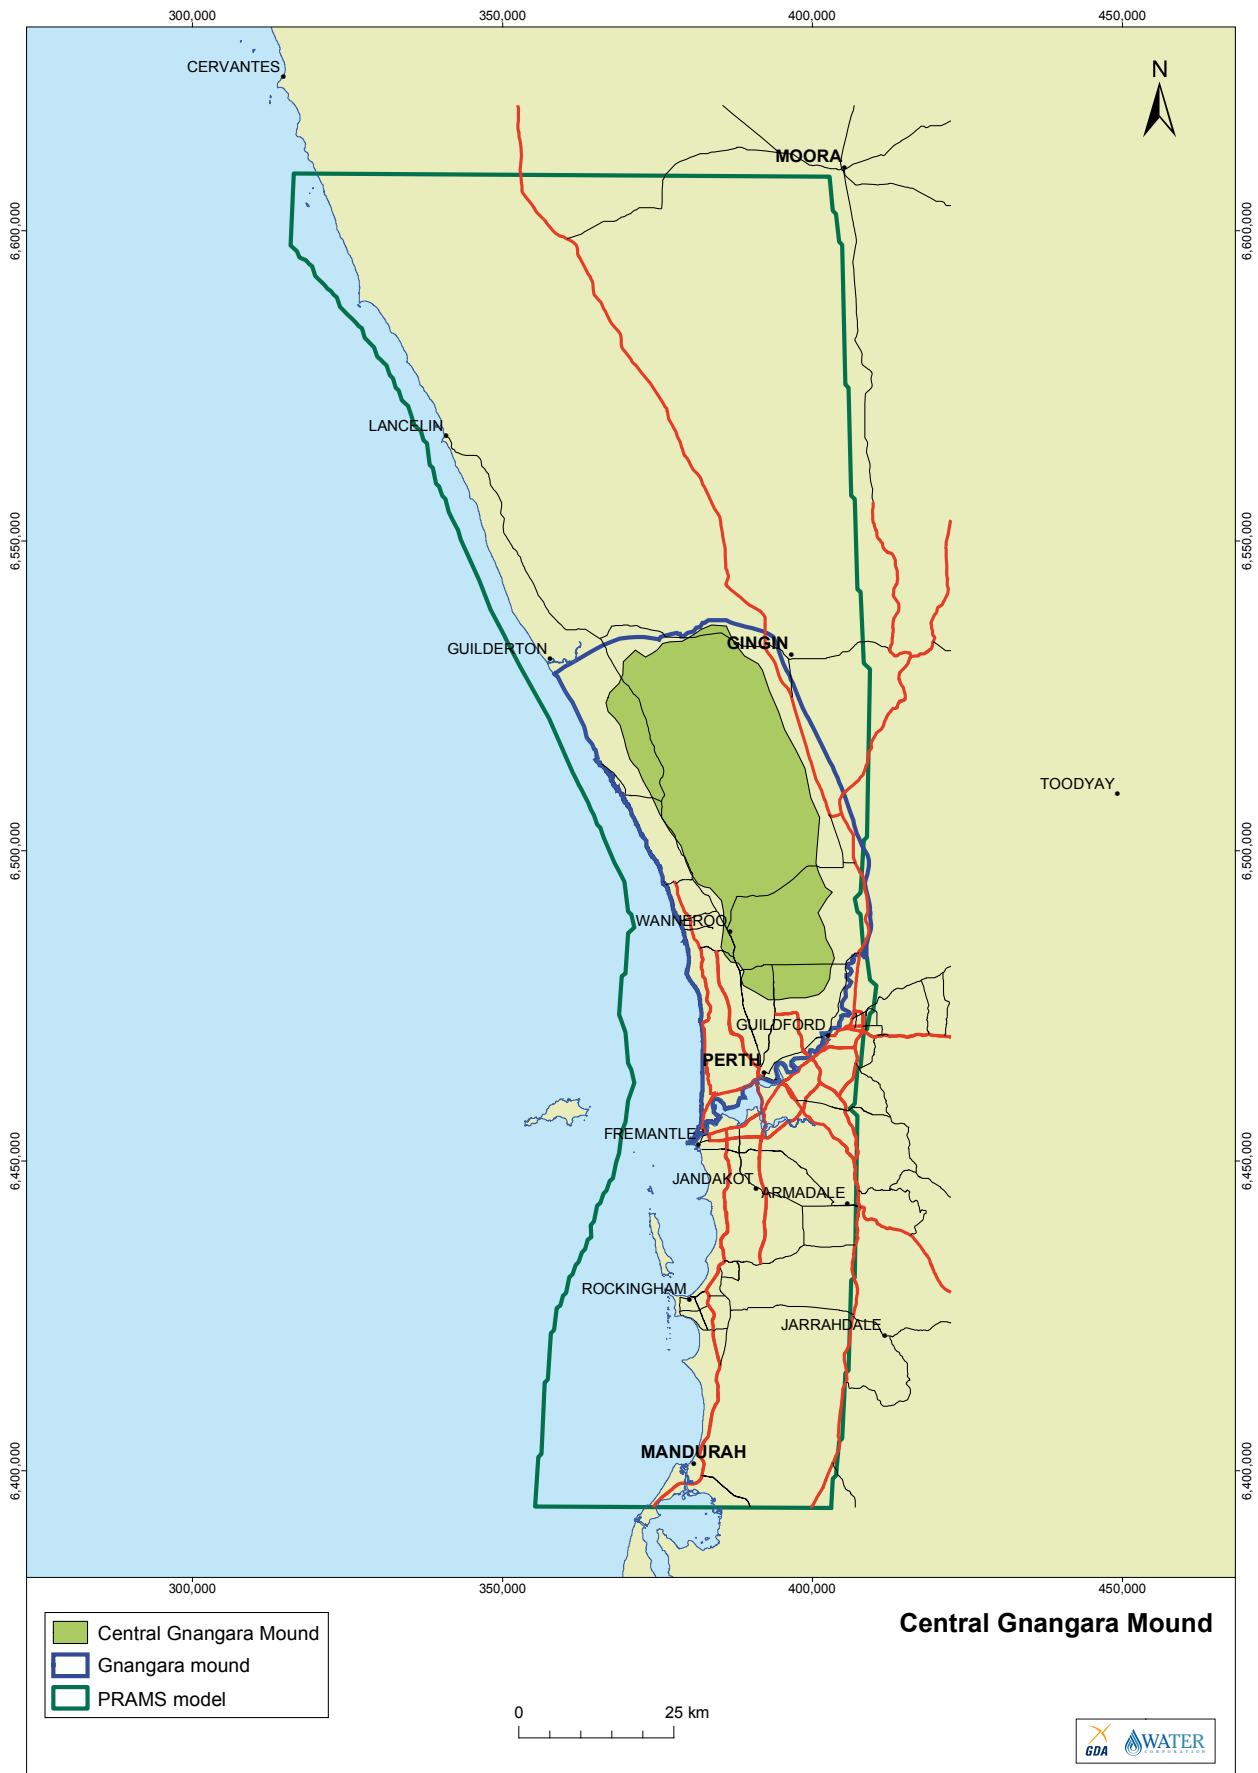 300,000
350,000
400,000
450,000
CERVANTES
N
MOORA
6,600,000
6,600,000
LANCELIN
6,550,000
6,550,000
GUILDERTON
GINGIN
TOODYAY
6,500,000
6,500,000
WANNEROO
GUILDFORD
PERTH
FREMANTLE
6,450,000
6,450,000
JANDAKOT
ARMADALE
ROCKINGHAM
JARRAHDALE
MANDURAH
6,400,000
6,400,000
300,000
350,000
400,000
450,000
Central Gnangara Mound
Central Gnangara Mound
Gnangara mound
PRAMS model
0
25 km
GDA
WATER
CORPORATION